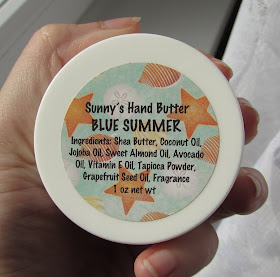 Sunny's Hand Butter
BLUE SUMMER
Ingredients: Shea Butter, Coconut Oil,
Jojoba Oil, Sweet Almond Oil, Avocado
Oil, Vitamin E Oil, Tapioca Powder,
Grapefruit Seed Oil, Fragrance
1 oz net wt